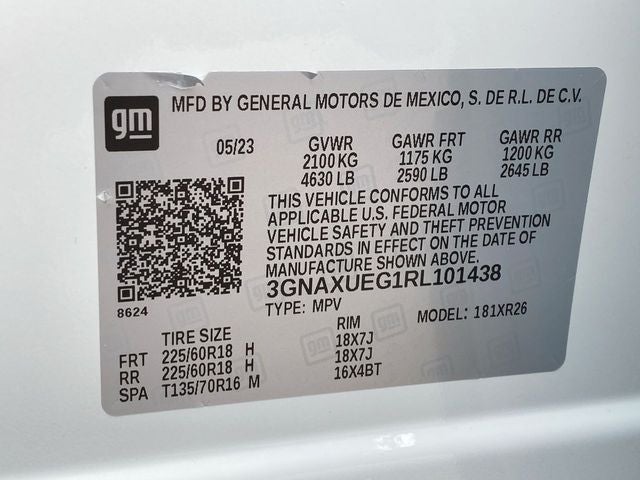 gm MFD BY GENERAL MOTORS DE MEXICO, S. DE R.L. DE C.V.
05/23 GVWR GAWR FRT GAWR RR
2100 KG 1175 KG 1200 KG
4630 LB 2590 LB 2645 LB
THIS VEHICLE CONFORMS TO ALL
APPLICABLE U.S. FEDERAL MOTOR
VEHICLE SAFETY AND THEFT PREVENTION
STANDARDS IN EFFECT ON THE DATE OF
MANUFACTURE SHOWN ABOVE.
3GNAXUEG1RL101438
8624 TYPE: MPV MODEL: 181XR26
TIRE SIZE RIM
FRT 225/60R18 H 18X7J
RR 225/60R18 H 18X7J
SPA T135/70R16 M 16X4BT